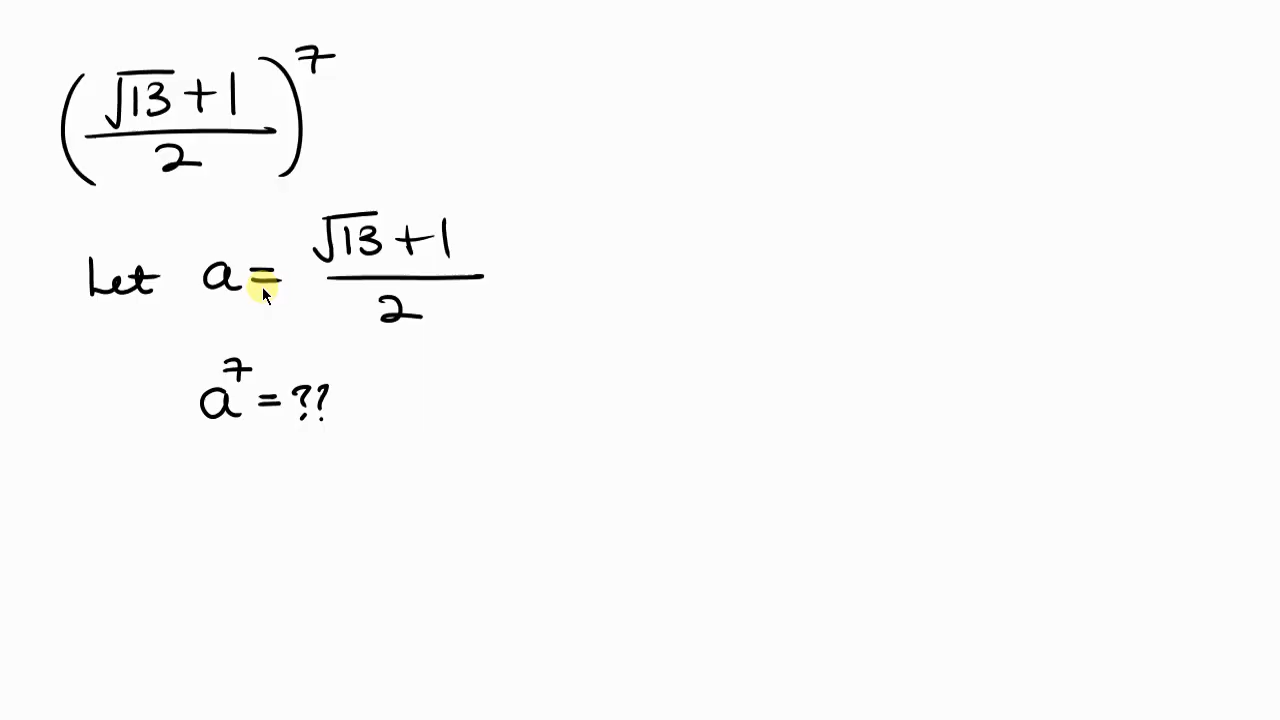 (√13 + 1 / 2)^7
Let a = √13 + 1 / 2
a^7 = ??